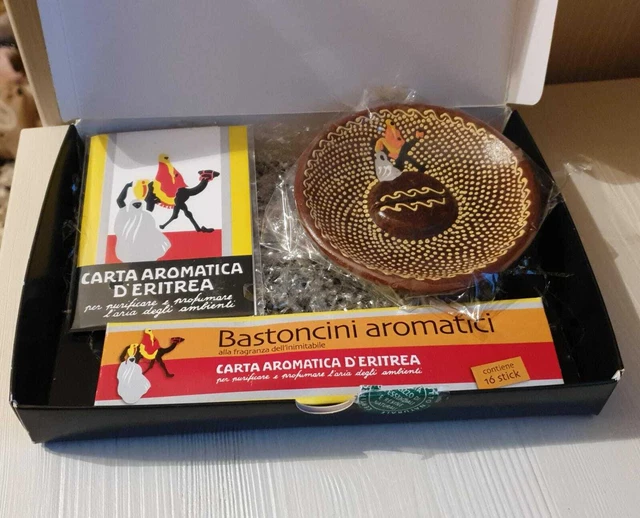 CARTA AROMATICA
D'ERITREA
per purificare e profumare
l'aria degli ambienti
Bastoncini aromatici
alla fragranza dell'inimitabile
CARTA AROMATICA D'ERITREA
per purificare e profumare l'aria degli ambienti
contiene
16 stick